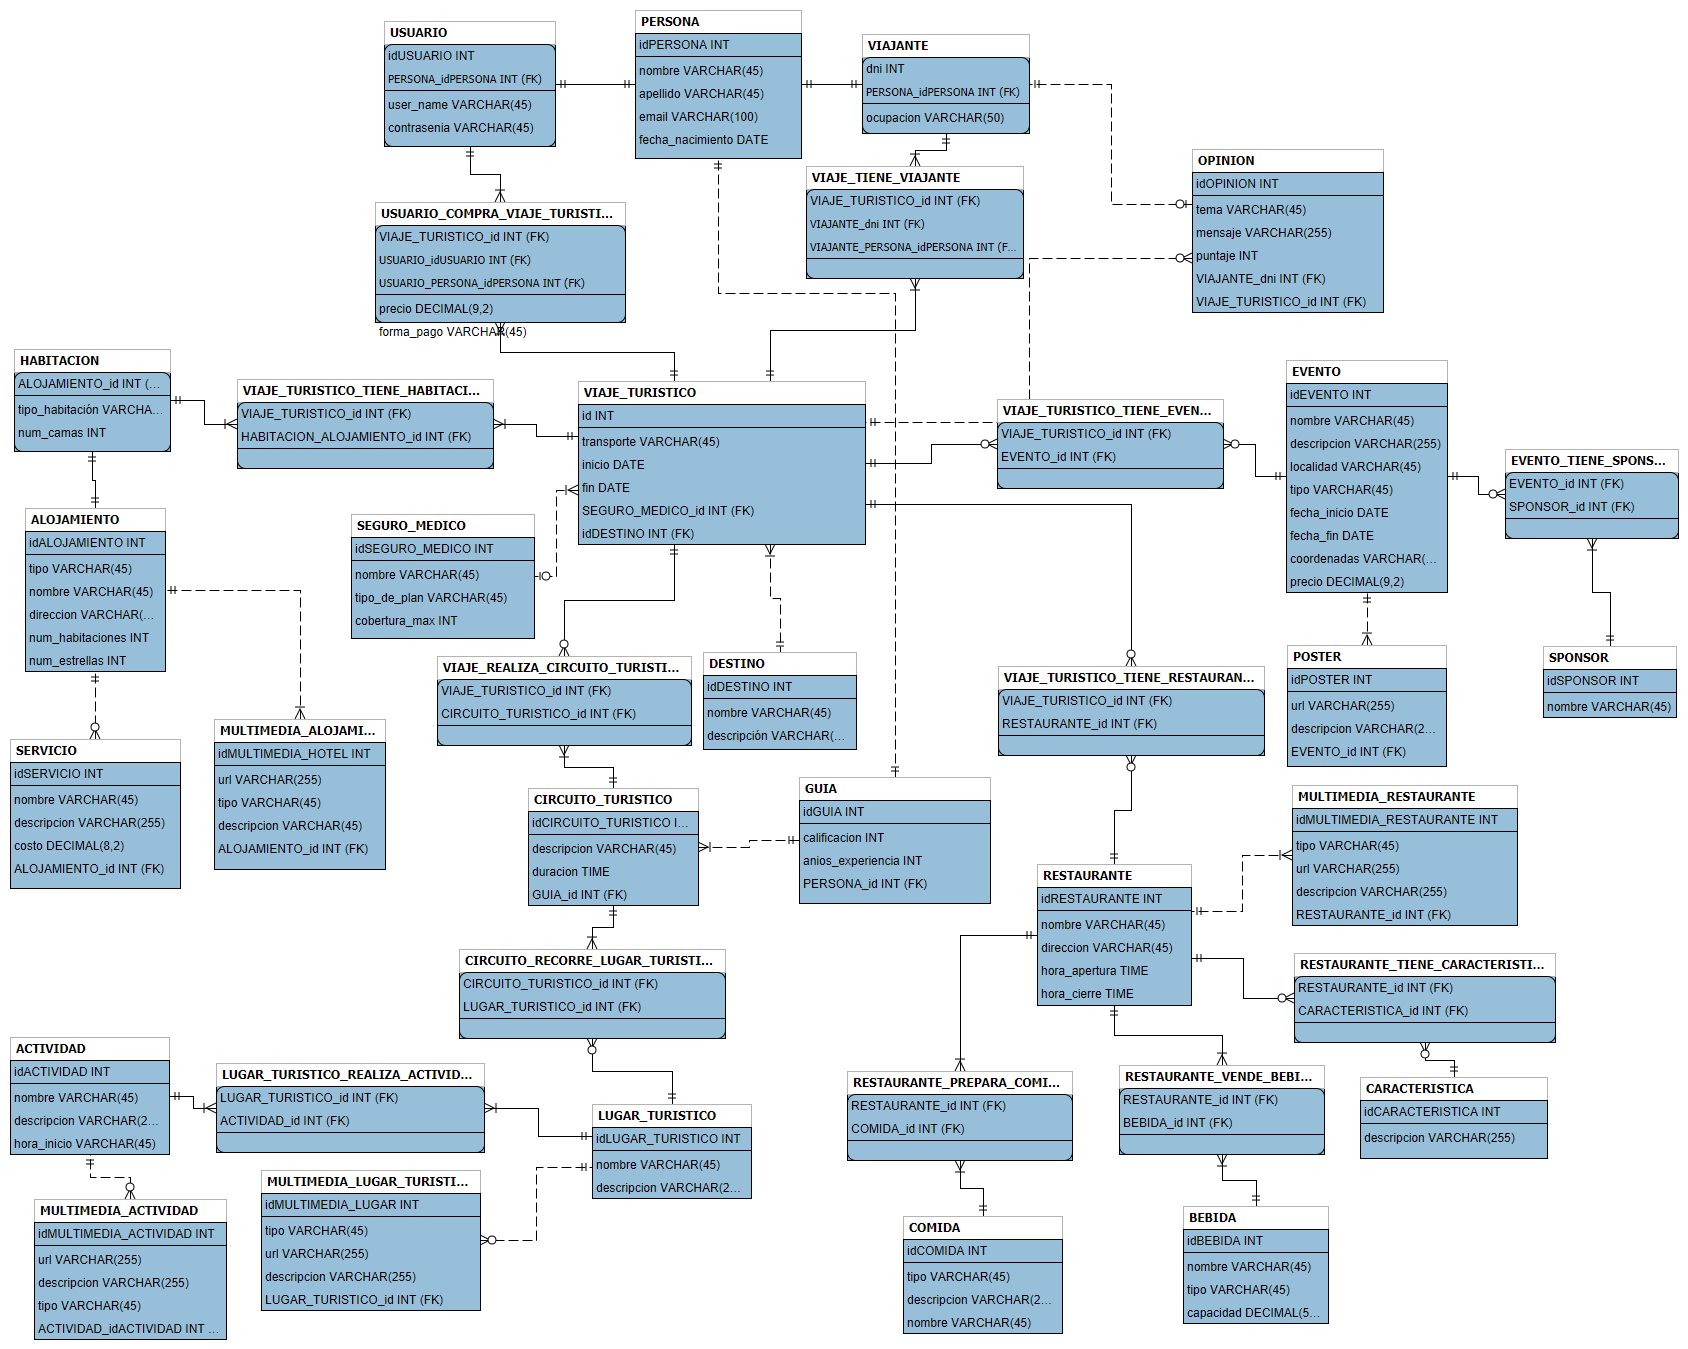 USUARIO
idUSUARIO INT
PERSONA_idPERSONA INT (FK)
user_name VARCHAR(45)
contrasenia VARCHAR(45)
PERSONA
idPERSONA INT
nombre VARCHAR(45)
apellido VARCHAR(45)
email VARCHAR(100)
fecha_nacimiento DATE
VIAJANTE
dni INT
PERSONA_idPERSONA INT (FK)
ocupacion VARCHAR(50)
OPINION
idOPINION INT
tema VARCHAR(45)
mensaje VARCHAR(255)
puntaje INT
VIAJANTE_dni INT (FK)
VIAJE_TURISTICO_id INT (FK)
USUARIO_COMPRA_VIAJE_TURISTI...
VIAJE_TURISTICO_id INT (FK)
USUARIO_idUSUARIO INT (FK)
USUARIO_PERSONA_idPERSONA INT (FK)
precio DECIMAL(9,2)
forma_pago VARCHAR(45)
VIAJE_TIENE_VIAJANTE
VIAJE_TURISTICO_id INT (FK)
VIAJANTE_dni INT (FK)
VIAJANTE_PERSONA_idPERSONA INT (F...
HABITACION
ALOJAMIENTO_id INT (...
tipo_habitación VARCHA...
num_camas INT
VIAJE_TURISTICO_TIENE_HABITACI...
VIAJE_TURISTICO_id INT (FK)
HABITACION_ALOJAMIENTO_id INT (FK)
VIAJE_TURISTICO
id INT
transporte VARCHAR(45)
inicio DATE
fin DATE
SEGURO_MEDICO_id INT (FK)
idDESTINO INT (FK)
VIAJE_TURISTICO_TIENE_EVEN...
VIAJE_TURISTICO_id INT (FK)
EVENTO_id INT (FK)
EVENTO
idEVENTO INT
nombre VARCHAR(45)
descripcion VARCHAR(255)
localidad VARCHAR(45)
tipo VARCHAR(45)
fecha_inicio DATE
fecha_fin DATE
coordenadas VARCHAR(...
precio DECIMAL(9,2)
EVENTO_TIENE_SPONS...
EVENTO_id INT (FK)
SPONSOR_id INT (FK)
ALOJAMIENTO
idALOJAMIENTO INT
tipo VARCHAR(45)
nombre VARCHAR(45)
direccion VARCHAR(...
num_habitaciones INT
num_estrellas INT
SEGURO_MEDICO
idSEGURO_MEDICO INT
nombre VARCHAR(45)
tipo_de_plan VARCHAR(45)
cobertura_max INT
VIAJE_REALIZA_CIRCUITO_TURISTI...
VIAJE_TURISTICO_id INT (FK)
CIRCUITO_TURISTICO_id INT (FK)
DESTINO
idDESTINO INT
nombre VARCHAR(45)
descripción VARCHAR(...
VIAJE_TURISTICO_TIENE_RESTAURAN...
VIAJE_TURISTICO_id INT (FK)
RESTAURANTE_id INT (FK)
POSTER
idPOSTER INT
url VARCHAR(255)
descripcion VARCHAR(2...
EVENTO_id INT (FK)
SPONSOR
idSPONSOR INT
nombre VARCHAR(45)
SERVICIO
idSERVICIO INT
nombre VARCHAR(45)
descripcion VARCHAR(255)
costo DECIMAL(8,2)
ALOJAMIENTO_id INT (FK)
MULTIMEDIA_ALOJAMI...
idMULTIMEDIA_HOTEL INT
url VARCHAR(255)
tipo VARCHAR(45)
descripcion VARCHAR(45)
ALOJAMIENTO_id INT (FK)
CIRCUITO_TURISTICO
idCIRCUITO_TURISTICO I...
descripcion VARCHAR(45)
duracion TIME
GUIA_id INT (FK)
GUIA
idGUIA INT
calificacion INT
anios_experiencia INT
PERSONA_id INT (FK)
MULTIMEDIA_RESTAURANTE
idMULTIMEDIA_RESTAURANTE INT
tipo VARCHAR(45)
url VARCHAR(255)
descripcion VARCHAR(255)
RESTAURANTE_id INT (FK)
RESTAURANTE
idRESTAURANTE INT
nombre VARCHAR(45)
direccion VARCHAR(45)
hora_apertura TIME
hora_cierre TIME
CIRCUITO_RECORRE_LUGAR_TURISTI...
CIRCUITO_TURISTICO_id INT (FK)
LUGAR_TURISTICO_id INT (FK)
RESTAURANTE_TIENE_CARACTERISTI...
RESTAURANTE_id INT (FK)
CARACTERISTICA_id INT (FK)
ACTIVIDAD
idACTIVIDAD INT
nombre VARCHAR(45)
descripcion VARCHAR(2...
hora_inicio VARCHAR(45)
LUGAR_TURISTICO_REALIZA_ACTIVID...
LUGAR_TURISTICO_id INT (FK)
ACTIVIDAD_id INT (FK)
LUGAR_TURISTICO
idLUGAR_TURISTICO INT
nombre VARCHAR(45)
descripcion VARCHAR(2...
RESTAURANTE_PREPARA_COMI...
RESTAURANTE_id INT (FK)
COMIDA_id INT (FK)
RESTAURANTE_VENDE_BEBI...
RESTAURANTE_id INT (FK)
BEBIDA_id INT (FK)
CARACTERISTICA
idCARACTERISTICA INT
descripcion VARCHAR(255)
MULTIMEDIA_ACTIVIDAD
idMULTIMEDIA_ACTIVIDAD INT
url VARCHAR(255)
descripcion VARCHAR(255)
tipo VARCHAR(45)
ACTIVIDAD_idACTIVIDAD INT ...
MULTIMEDIA_LUGAR_TURISTI...
idMULTIMEDIA_LUGAR INT
tipo VARCHAR(45)
url VARCHAR(255)
descripcion VARCHAR(255)
LUGAR_TURISTICO_id INT (FK)
COMIDA
idCOMIDA INT
tipo VARCHAR(45)
descripcion VARCHAR(2...
nombre VARCHAR(45)
BEBIDA
idBEBIDA INT
nombre VARCHAR(45)
tipo VARCHAR(45)
capacidad DECIMAL(5...